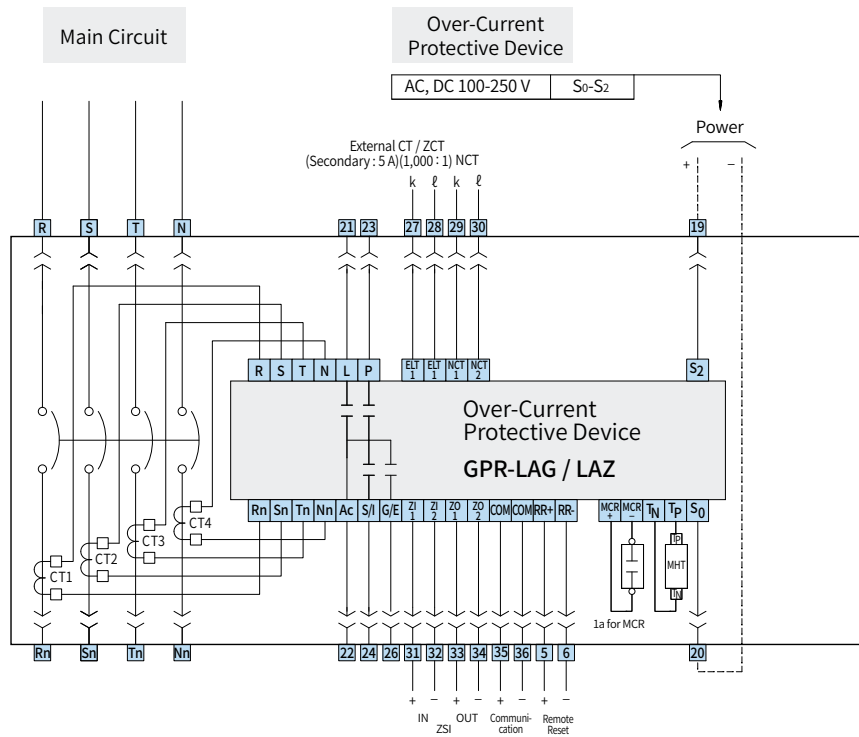 Main Circuit
Over-Current
Protective Device
AC, DC 100-250 V S0-S2
Power
+ −
External CT / ZCT
(Secondary : 5 A)(1,000 : 1) NCT
k ℓ k ℓ
R S T N 21 23 27 28 29 30 19
R S T N L P ELT 1 ELT 1 NCT 1 NCT 2 S2
Over-Current
Protective Device
GPR-LAG / LAZ
Rn Sn Tn Nn Ac S/I G/E ZI 1 ZI 2 ZO 1 ZO 2 COM COM RR+ RR- MCR + MCR − TN TP S0
CT4
CT3
CT2
CT1
TP
MHT
TN
1a for MCR
Rn Sn Tn Nn 22 24 26 31 32 33 34 35 36 5 6 20
+ − + − + − + −
IN OUT Communi-
cation Remote
Reset
ZSI